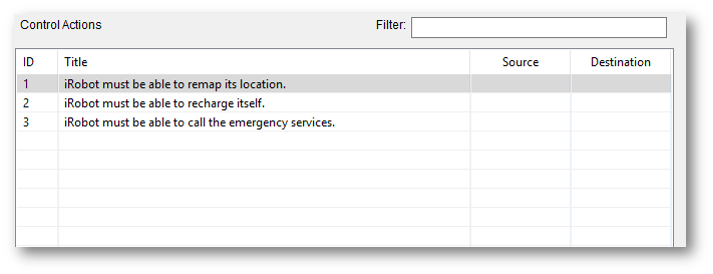 Control Actions Filter:
ID Title Source Destination
1 iRobot must be able to remap its location.
2 iRobot must be able to recharge itself.
3 iRobot must be able to call the emergency services.